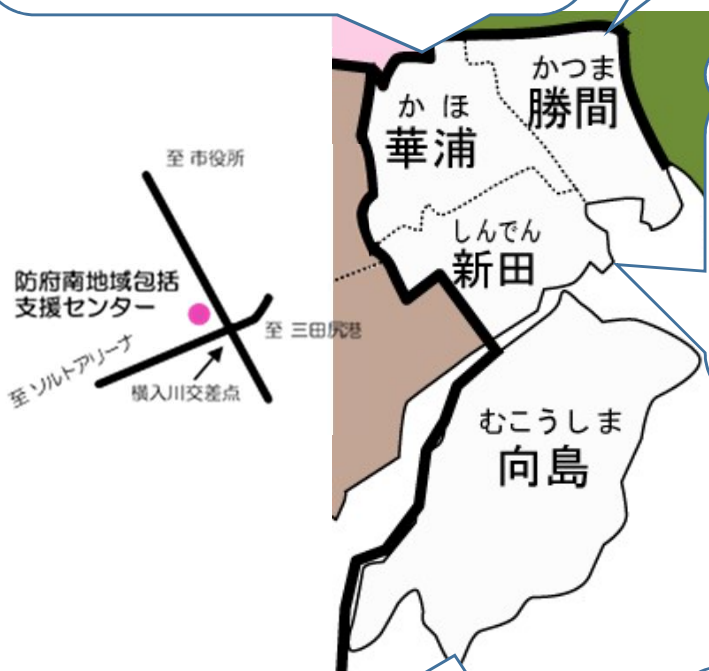 至 市役所
防府南地域包括
支援センター
至 三田尻港
至 ソルトアリーナ
横入川交差点
かつま
勝間
かほ
華浦
しんでん
新田
むこうしま
向島